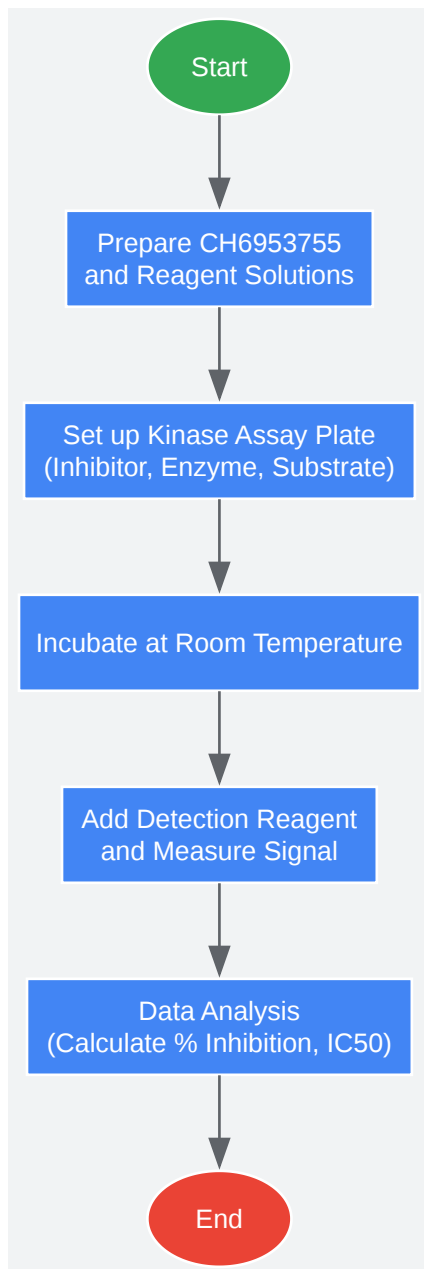 Start
Prepare CH6953755
and Reagent Solutions
Set up Kinase Assay Plate
(Inhibitor, Enzyme, Substrate)
Incubate at Room Temperature
Add Detection Reagent
and Measure Signal
Data Analysis
(Calculate % Inhibition, IC50)
End